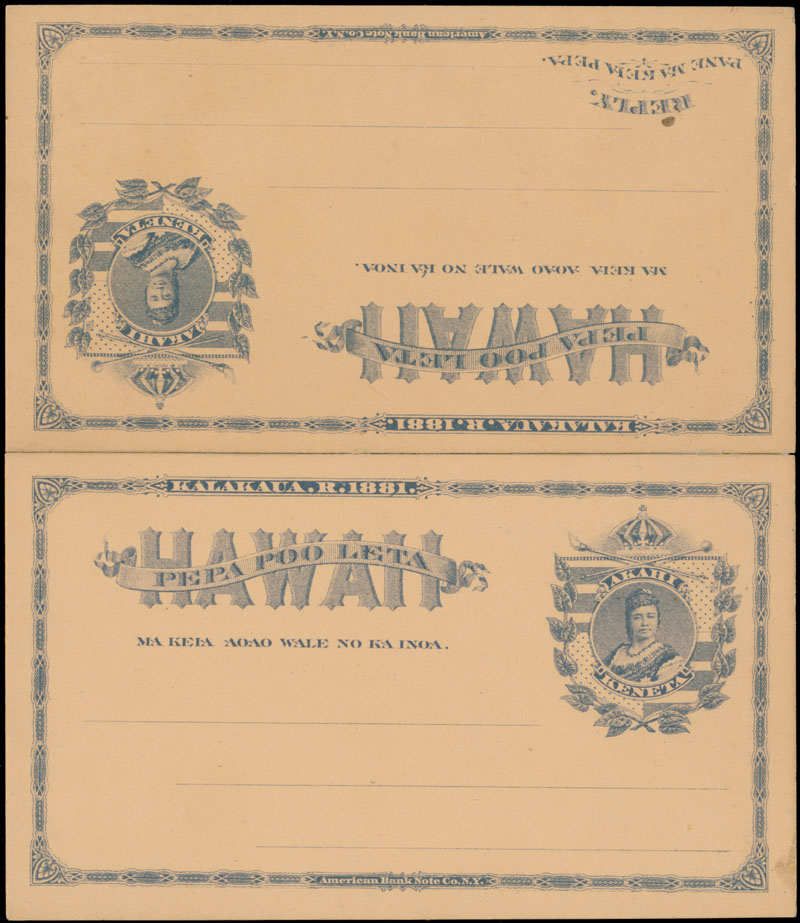 American Bank Note Co. N.Y.
PANE MA KEIA PEPA.
REPLY.
KENETA
AKAHI
MA KEIA AOAO WALE NO KA INOA.
HAWAII
PEPA POO LETA
KALAKAUA. R. 1881.
KALAKAUA. R. 1881.
HAWAII
PEPA POO LETA
MA KEIA AOAO WALE NO KA INOA.
AKAHI
KENETA
American Bank Note Co. N.Y.